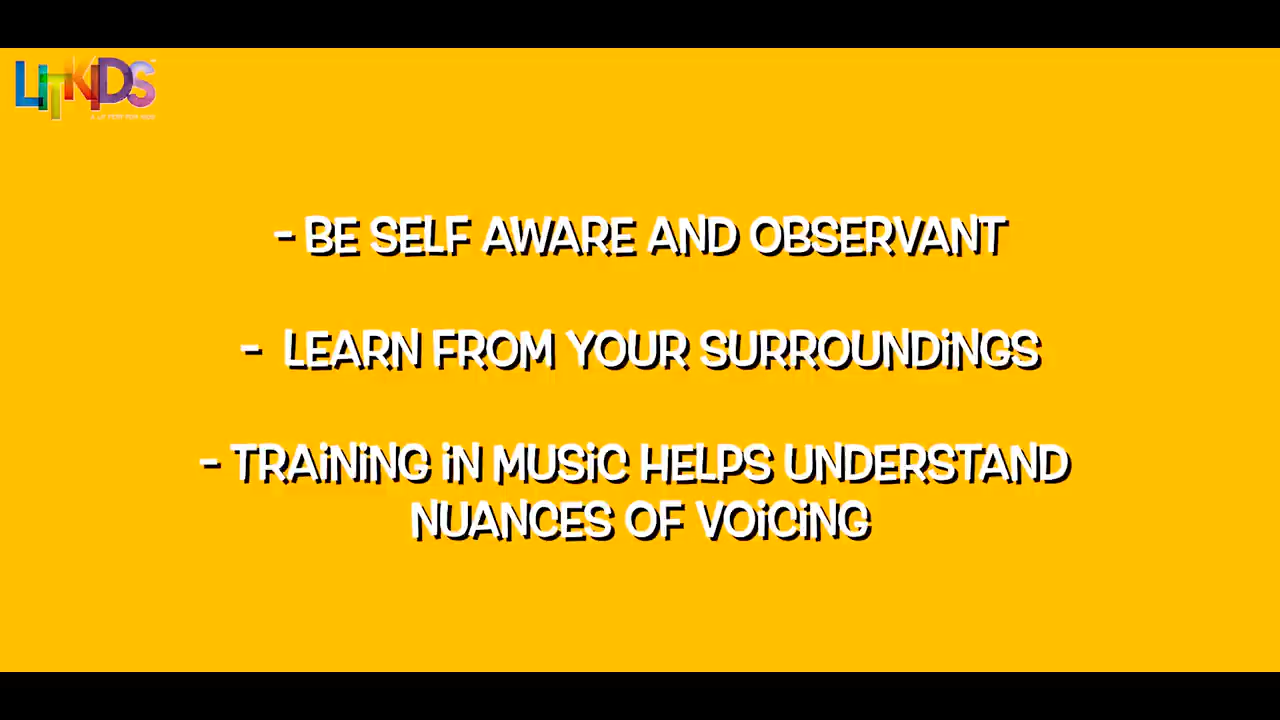 LITKIDS
- BE SELF AWARE AND OBSERVANT
- LEARN FROM YOUR SURROUNDINGS
- TRAINING IN MUSIC HELPS UNDERSTAND
NUANCES OF VOICING